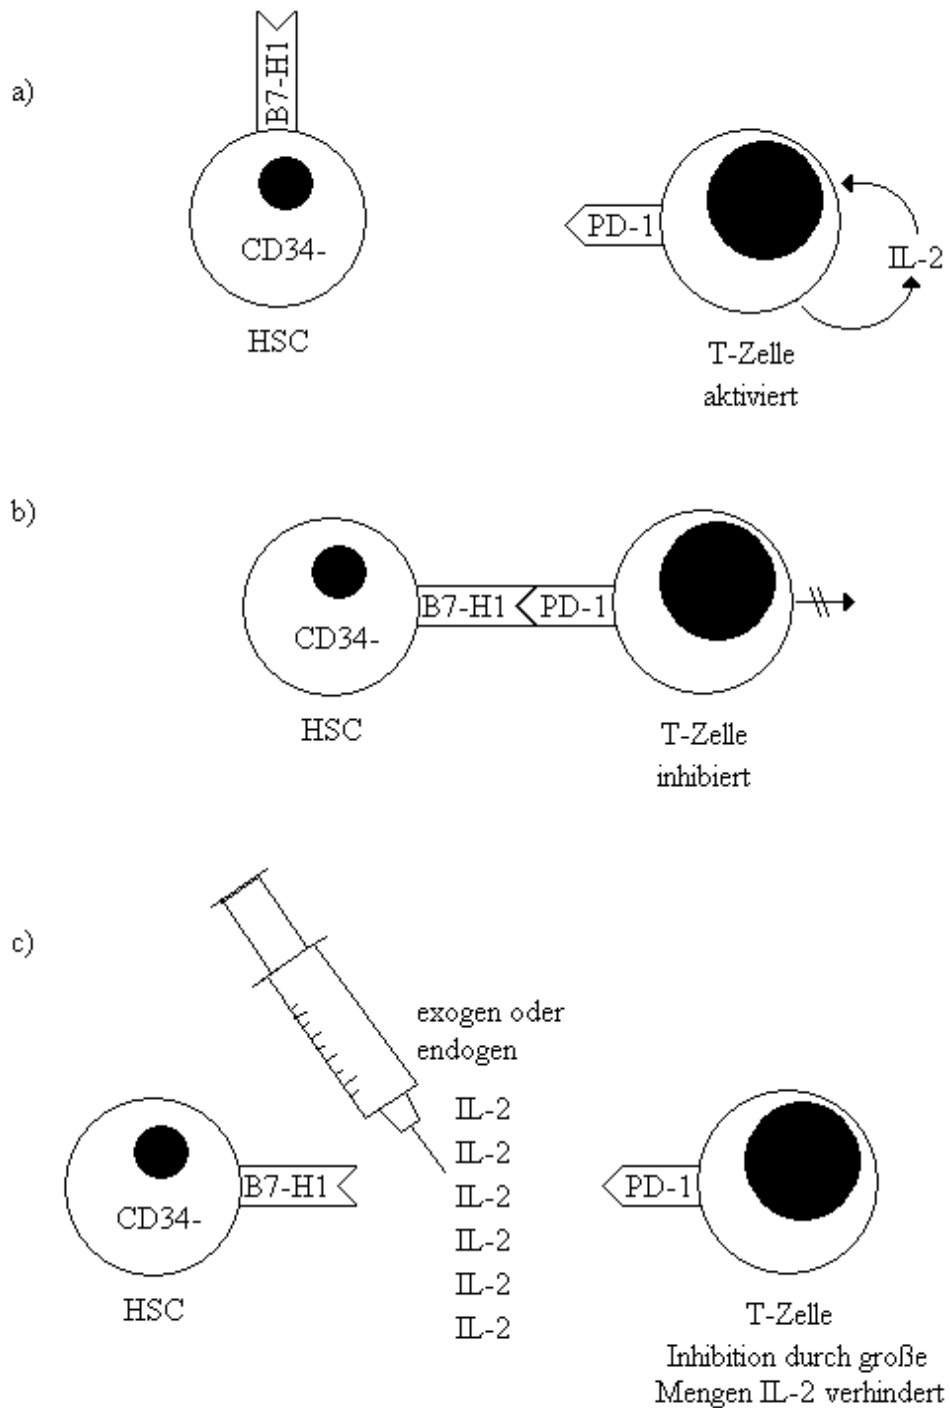 a)
B7-H1
CD34-
HSC
PD-1
IL-2
T-Zelle
aktiviert
b)
CD34-
B7-H1
PD-1
HSC
T-Zelle
inhibiert
c)
exogen oder
endogen
IL-2
IL-2
IL-2
IL-2
IL-2
IL-2
CD34-
B7-H1
HSC
PD-1
T-Zelle
Inhibition durch große
Mengen IL-2 verhindert